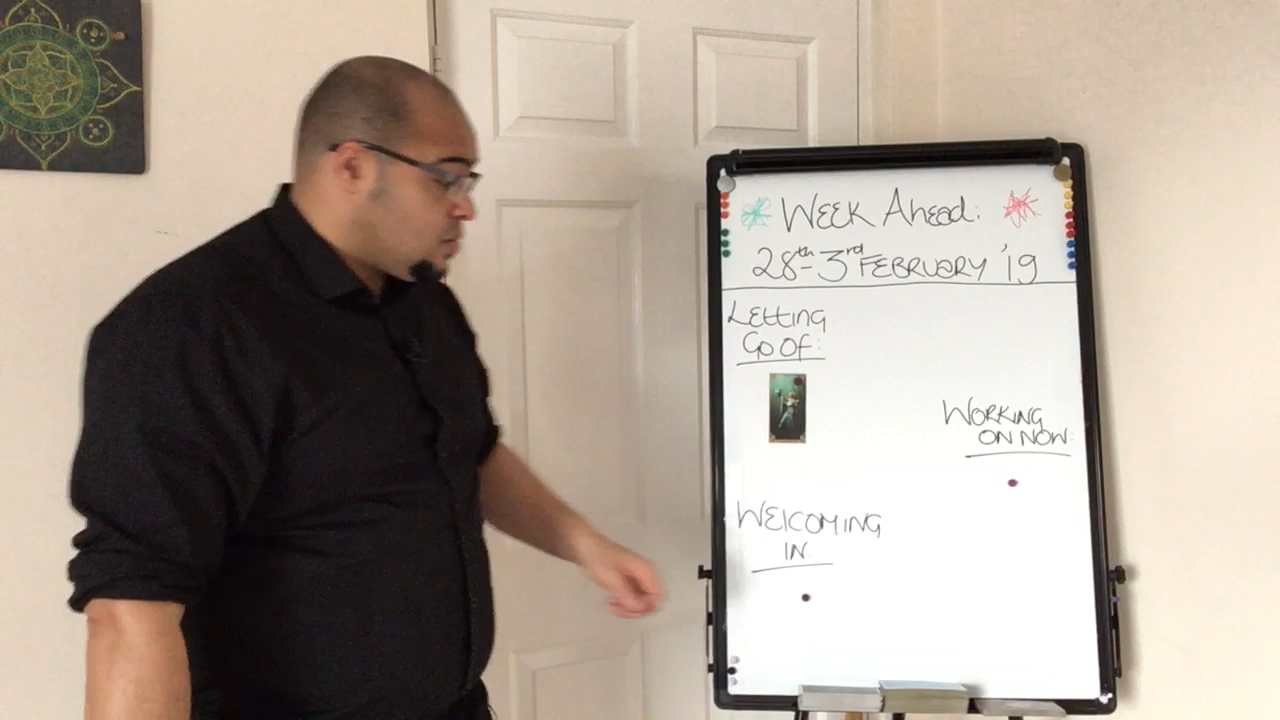 WEEK AHEAD:
28th - 3rd FEBRUARY '19
LETTING
GO OF:
WORKING
ON NOW:
WELCOMING
IN